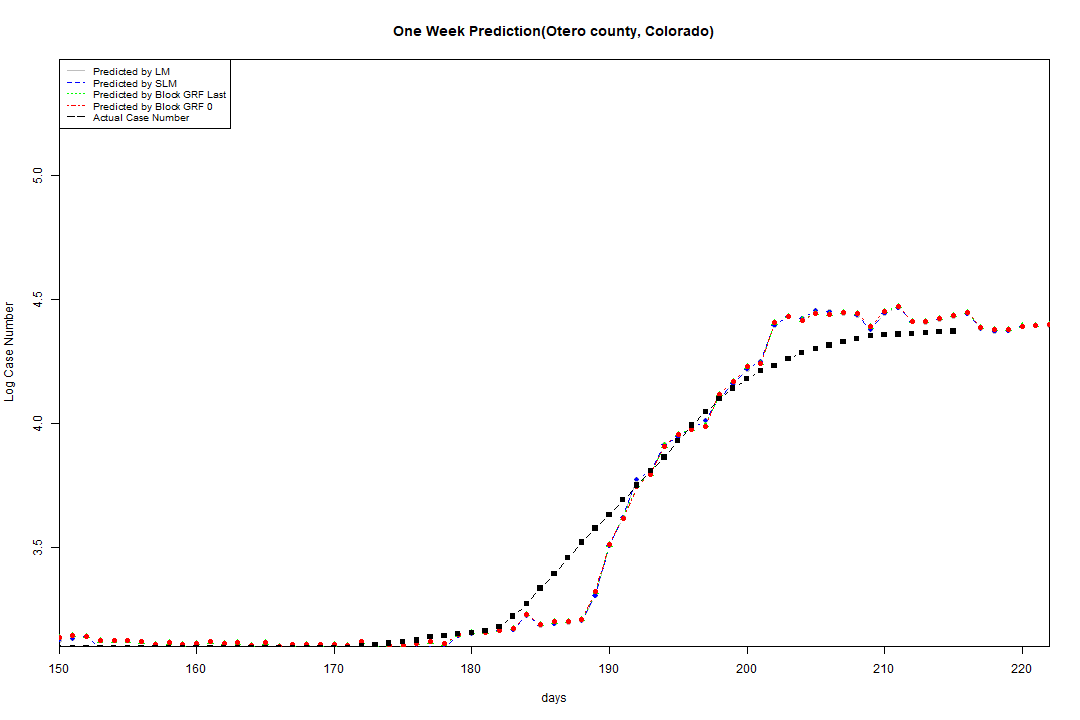 One Week Prediction(Otero county, Colorado)
Predicted by LM
Predicted by SLM
Predicted by Block GRF Last
Predicted by Block GRF 0
Actual Case Number
Log Case Number
5.0
4.5
4.0
3.5
150 160 170 180 190 200 210 220
days